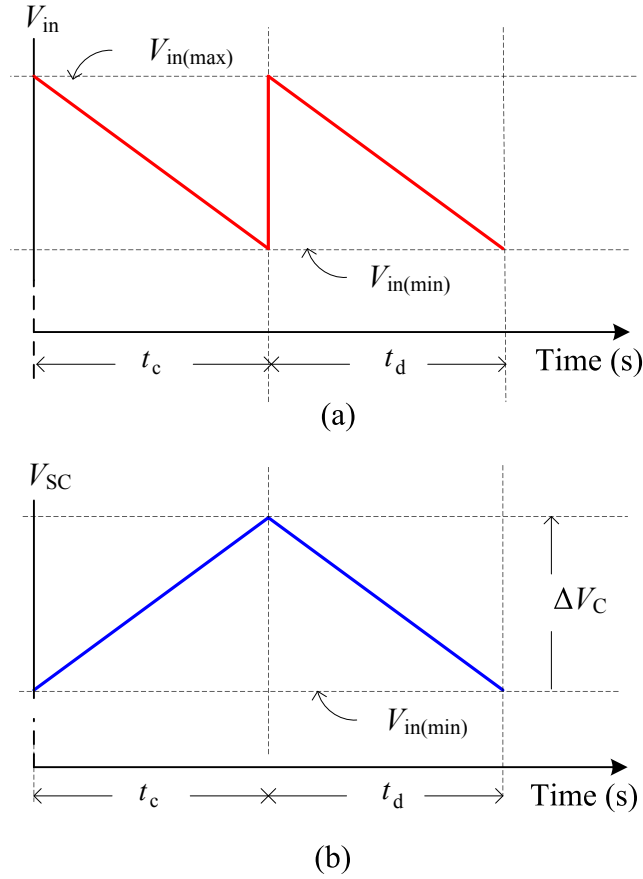 Vin
Vin(max)
Vin(min)
tc
td
Time (s)
(a)
VSC
ΔVC
Vin(min)
tc
td
Time (s)
(b)